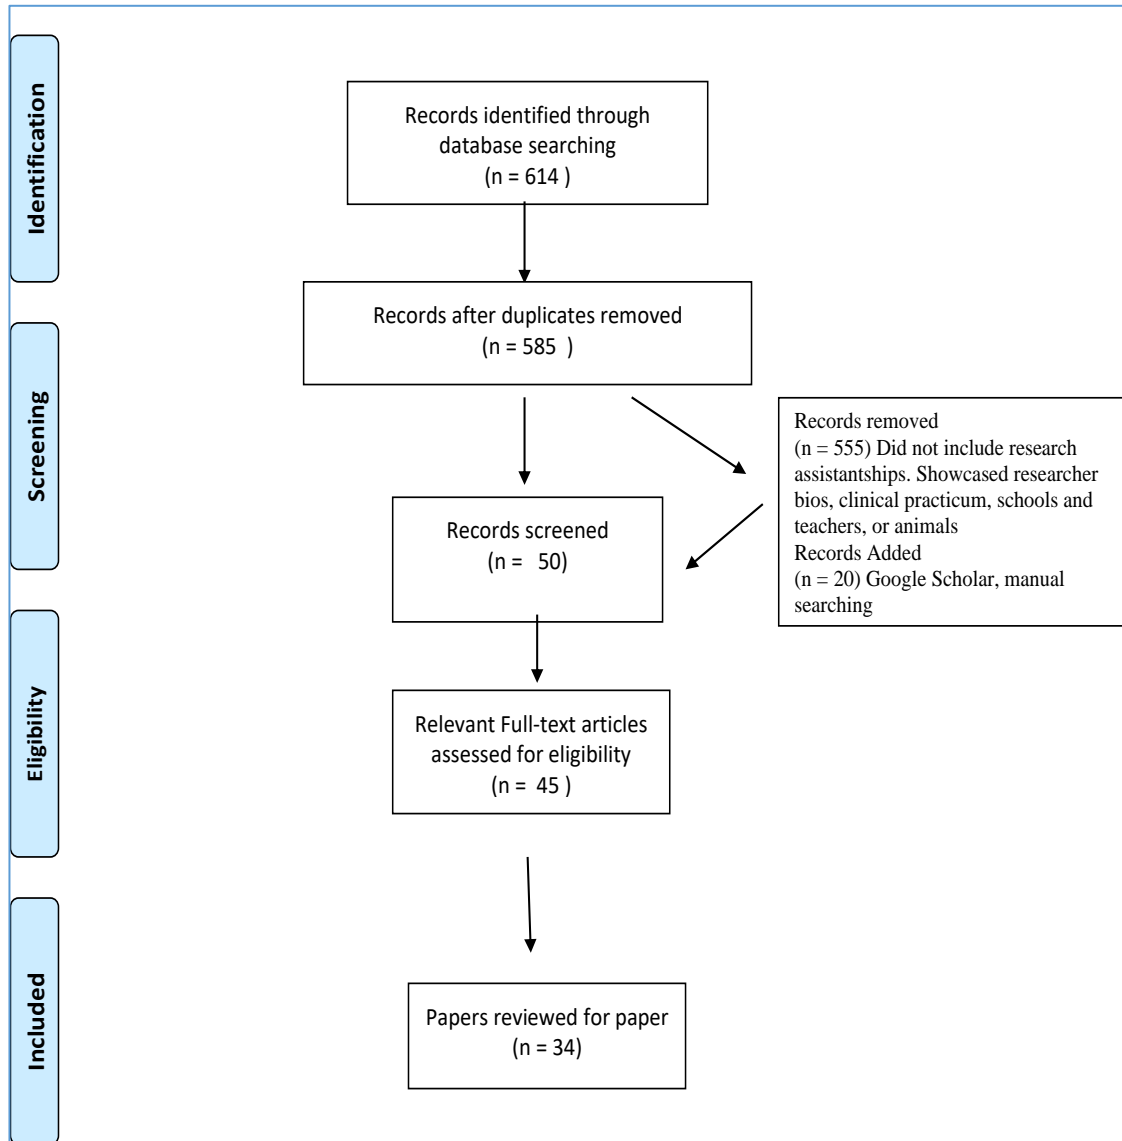 Identification
Records identified through
database searching
(n = 614 )
Records after duplicates removed
(n = 585 )
Screening
Records removed
(n = 555) Did not include research
assistantships. Showcased researcher
bios, clinical practicum, schools and
teachers, or animals
Records Added
(n = 20) Google Scholar, manual
searching
Records screened
(n = 50)
Eligibility
Relevant Full-text articles
assessed for eligibility
(n = 45 )
Included
Papers reviewed for paper
(n = 34)